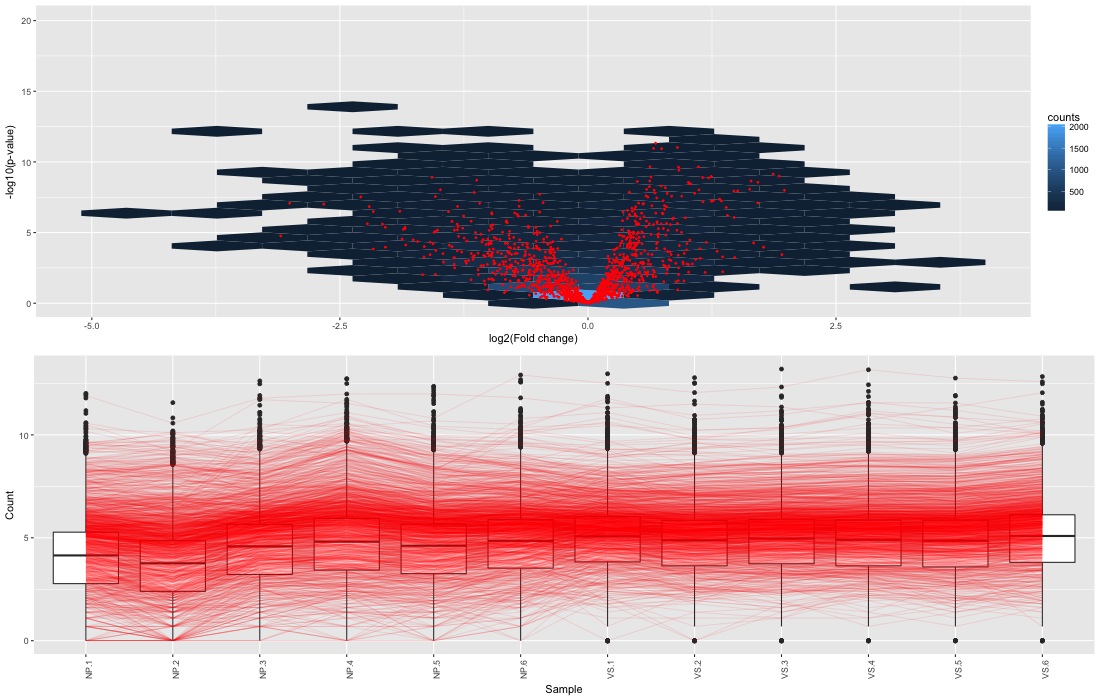 20
15
10
5
0
-log10(p-value)
-5.0 -2.5 0.0 2.5
log2(Fold change)
counts
2000
1500
1000
500
10
5
0
Count
NP.1 NP.2 NP.3 NP.4 NP.5 NP.6 VS.1 VS.2 VS.3 VS.4 VS.5 VS.6
Sample